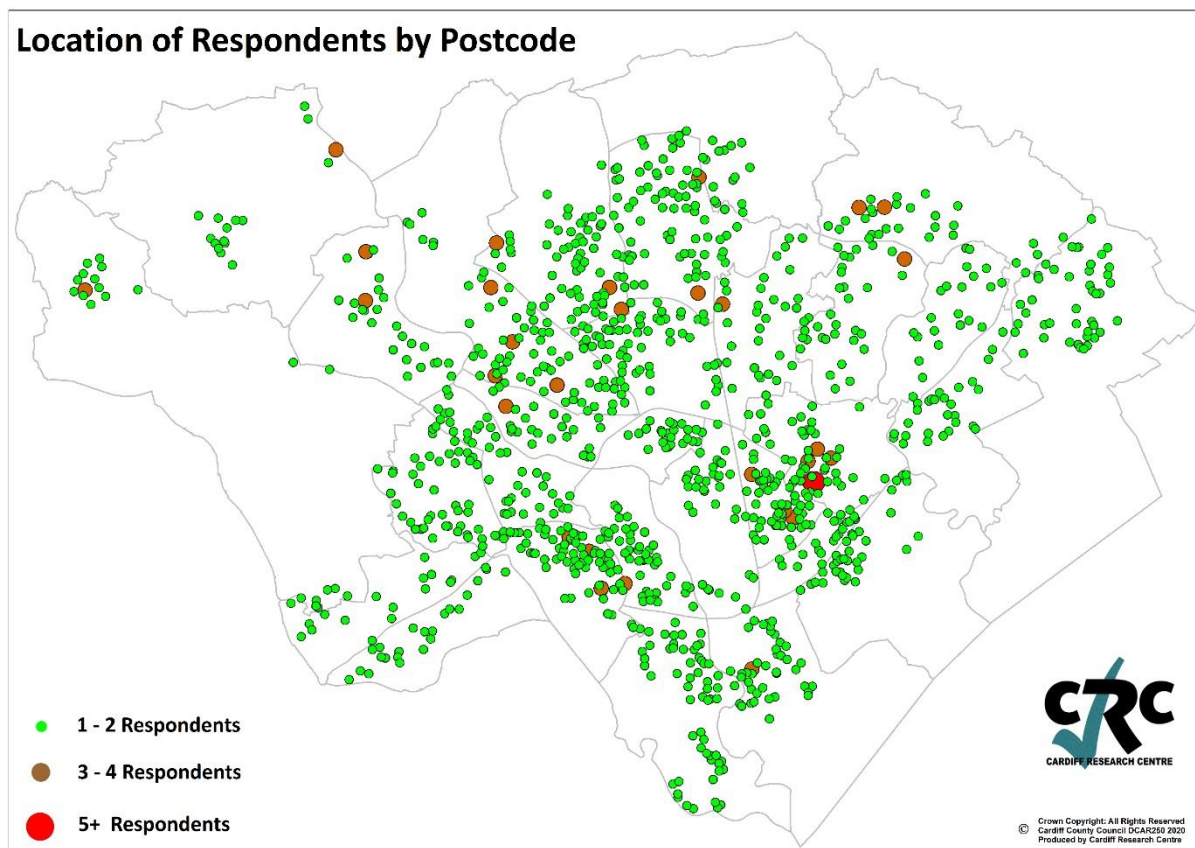 Location of Respondents by Postcode
1 - 2 Respondents
3 - 4 Respondents
5+ Respondents
CRC
CARDIFF RESEARCH CENTRE
© Crown Copyright: All Rights Reserved
Cardiff County Council DCAR250 2020
Produced by Cardiff Research Centre